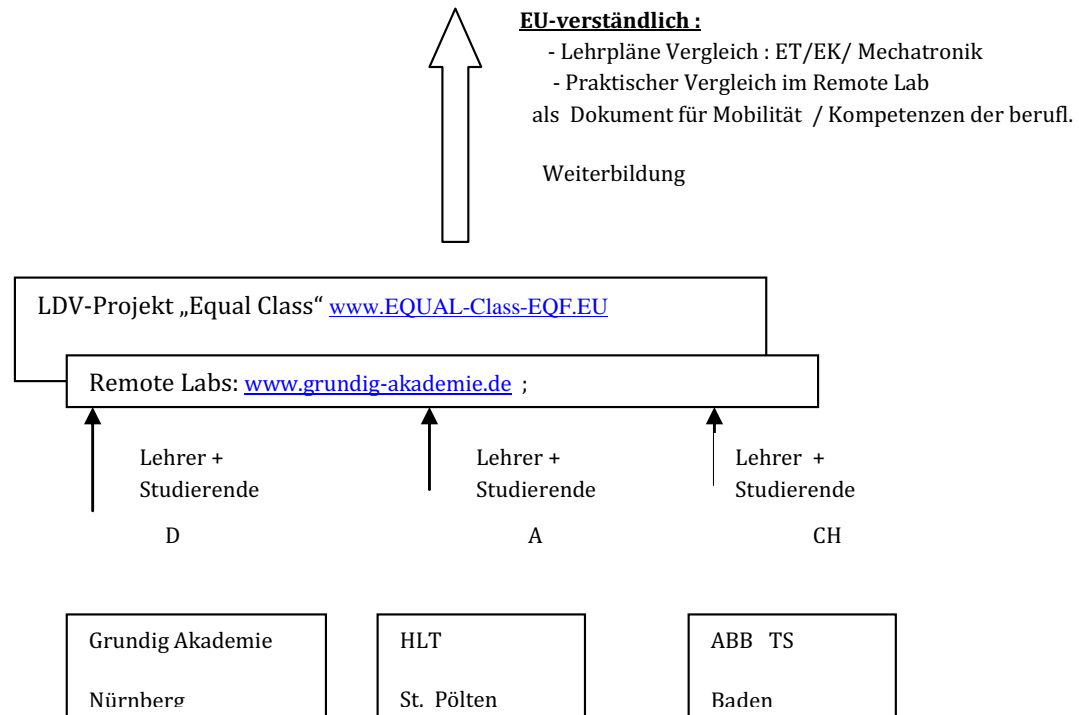 EU-verständlich :
- Lehrpläne Vergleich : ET/EK/ Mechatronik
- Praktischer Vergleich im Remote Lab
als Dokument für Mobilität / Kompetenzen der berufl.
Weiterbildung
LDV-Projekt „Equal Class“ www.EQUAL-Class-EQF.EU
Remote Labs: www.grundig-akademie.de ;
Lehrer + Lehrer + Lehrer +
Studierende Studierende Studierende
D A CH
Grundig Akademie HLT ABB TS
Nürnberg St. Pölten Baden